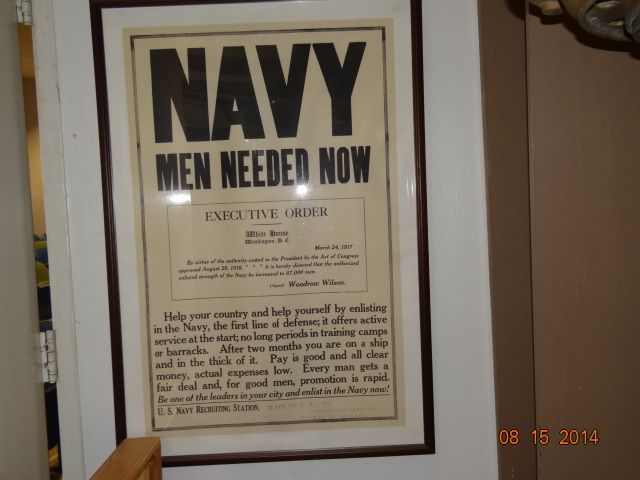 NAVY
MEN NEEDED NOW
EXECUTIVE ORDER
White House
Washington, D. C.
March 24, 1917
By virtue of the authority vested in the President by the Act of Congress
approved August 29, 1916, " * * * it is hereby directed that the authorized
enlisted strength of the Navy be increased to 87,000 men.
(Signed) Woodrow Wilson.
Help your country and help yourself by enlisting
in the Navy, the first line of defense; it offers active
service at the start; no long periods in training camps
or barracks. After two months you are on a ship
and in the thick of it. Pay is good and all clear
money, actual expenses low. Every man gets a
fair deal and, for good men, promotion is rapid.
Be one of the leaders in your city and enlist in the Navy now!
U. S. NAVY RECRUITING STATION,
08 15 2014